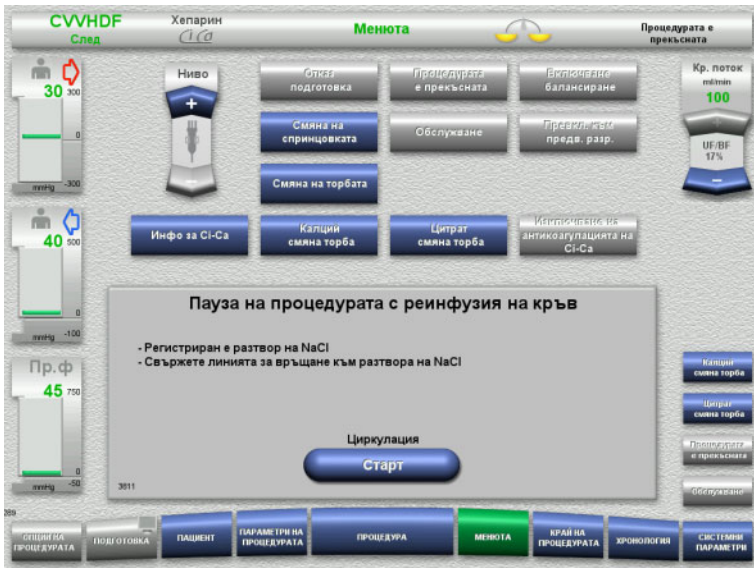 CVVHDF
След
Хепарин
Ci Ca
Менюта
Процедурата е
прекъсната
30
300
0
mmHg -300
40
500
mmHg -100
Пр.ф
45
750
0
mmHg -50
289
Ниво
+
−
Отказ
подготовка
Процедурата
е прекъсната
Включване
балансиране
Смяна на
спринцовката
Обслужване
Превкл. към
предв. разр.
Смяна на торбата
Инфо за Ci-Ca
Калций
смяна торба
Цитрат
смяна торба
Изключване на
антикоагулацията на
Ci-Ca
Кр. поток
ml/min
100
+
UF/BF
17%
−
Пауза на процедурата с реинфузия на кръв
- Регистриран е разтвор на NaCl
- Свържете линията за връщане към разтвора на NaCl
Циркулация
Старт
3811
Калций
смяна торба
Цитрат
смяна торба
Процедурата
е прекъсната
Обслужване
ОПЦИИ НА
ПРОЦЕДУРАТА
ПОДГОТОВКА
ПАЦИЕНТ
ПАРАМЕТРИ НА
ПРОЦЕДУРАТА
ПРОЦЕДУРА
МЕНЮТА
КРАЙ НА
ПРОЦЕДУРАТА
ХРОНОЛОГИЯ
СИСТЕМНИ
ПАРАМЕТРИ